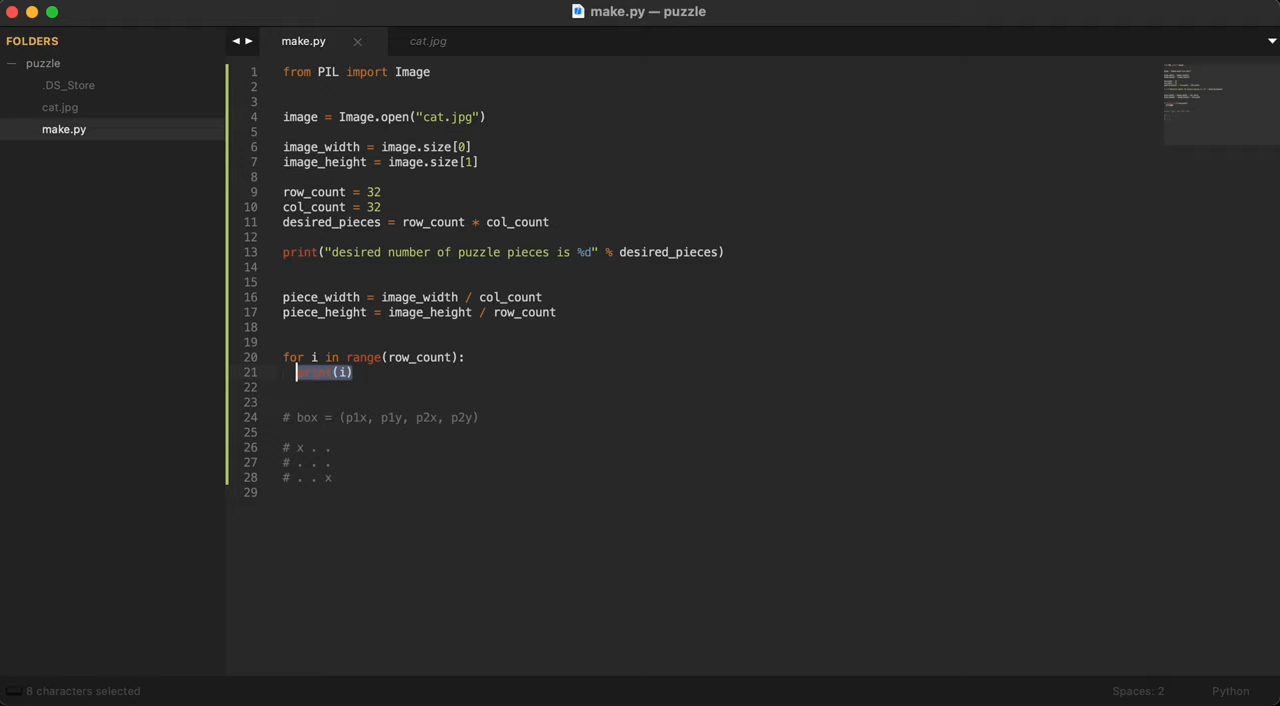 make.py — puzzle
FOLDERS
make.py
cat.jpg
puzzle
.DS_Store
cat.jpg
make.py
1 from PIL import Image
2
3
4 image = Image.open("cat.jpg")
5
6 image_width = image.size[0]
7 image_height = image.size[1]
8
9 row_count = 32
10 col_count = 32
11 desired_pieces = row_count * col_count
12
13 print("desired number of puzzle pieces is %d" % desired_pieces)
14
15
16 piece_width = image_width / col_count
17 piece_height = image_height / row_count
18
19
20 for i in range(row_count):
21 print(i)
22
23
24 # box = (p1x, p1y, p2x, p2y)
25
26 # x . .
27 # . . .
28 # . . x
29
8 characters selected
Spaces: 2
Python